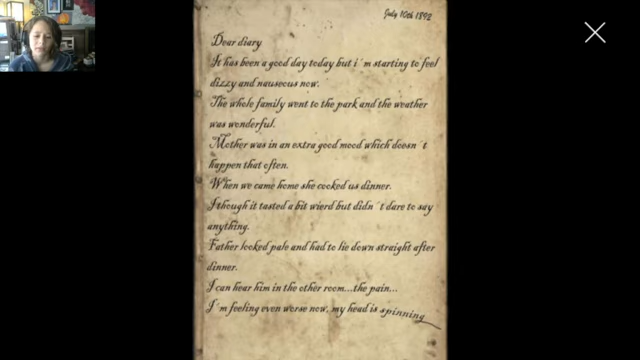 July 10th 1892
Dear diary
It has been a good day today but i´m starting to feel
dizzy and nauseous now.
The whole family went to the park and the weather
was wonderful.
Mother was in an extra good mood which doesn´t
happen that often.
When we came home she cooked us dinner.
I though it tasted a bit wierd but didn´t dare to say
anything.
Father looked pale and had to lie down straight after
dinner.
I can hear him in the other room...the pain...
I´m feeling even worse now, my head is spinning